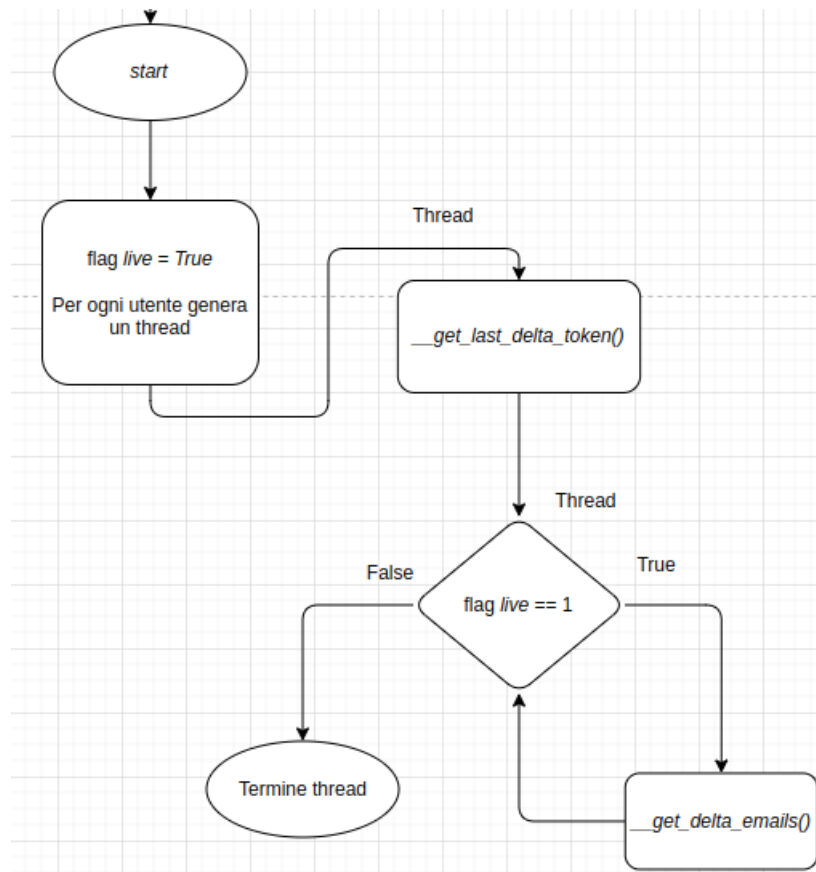 start
flag live = True
Per ogni utente genera
un thread
Thread
__get_last_delta_token()
Thread
False
True
flag live == 1
Termine thread
__get_delta_emails()